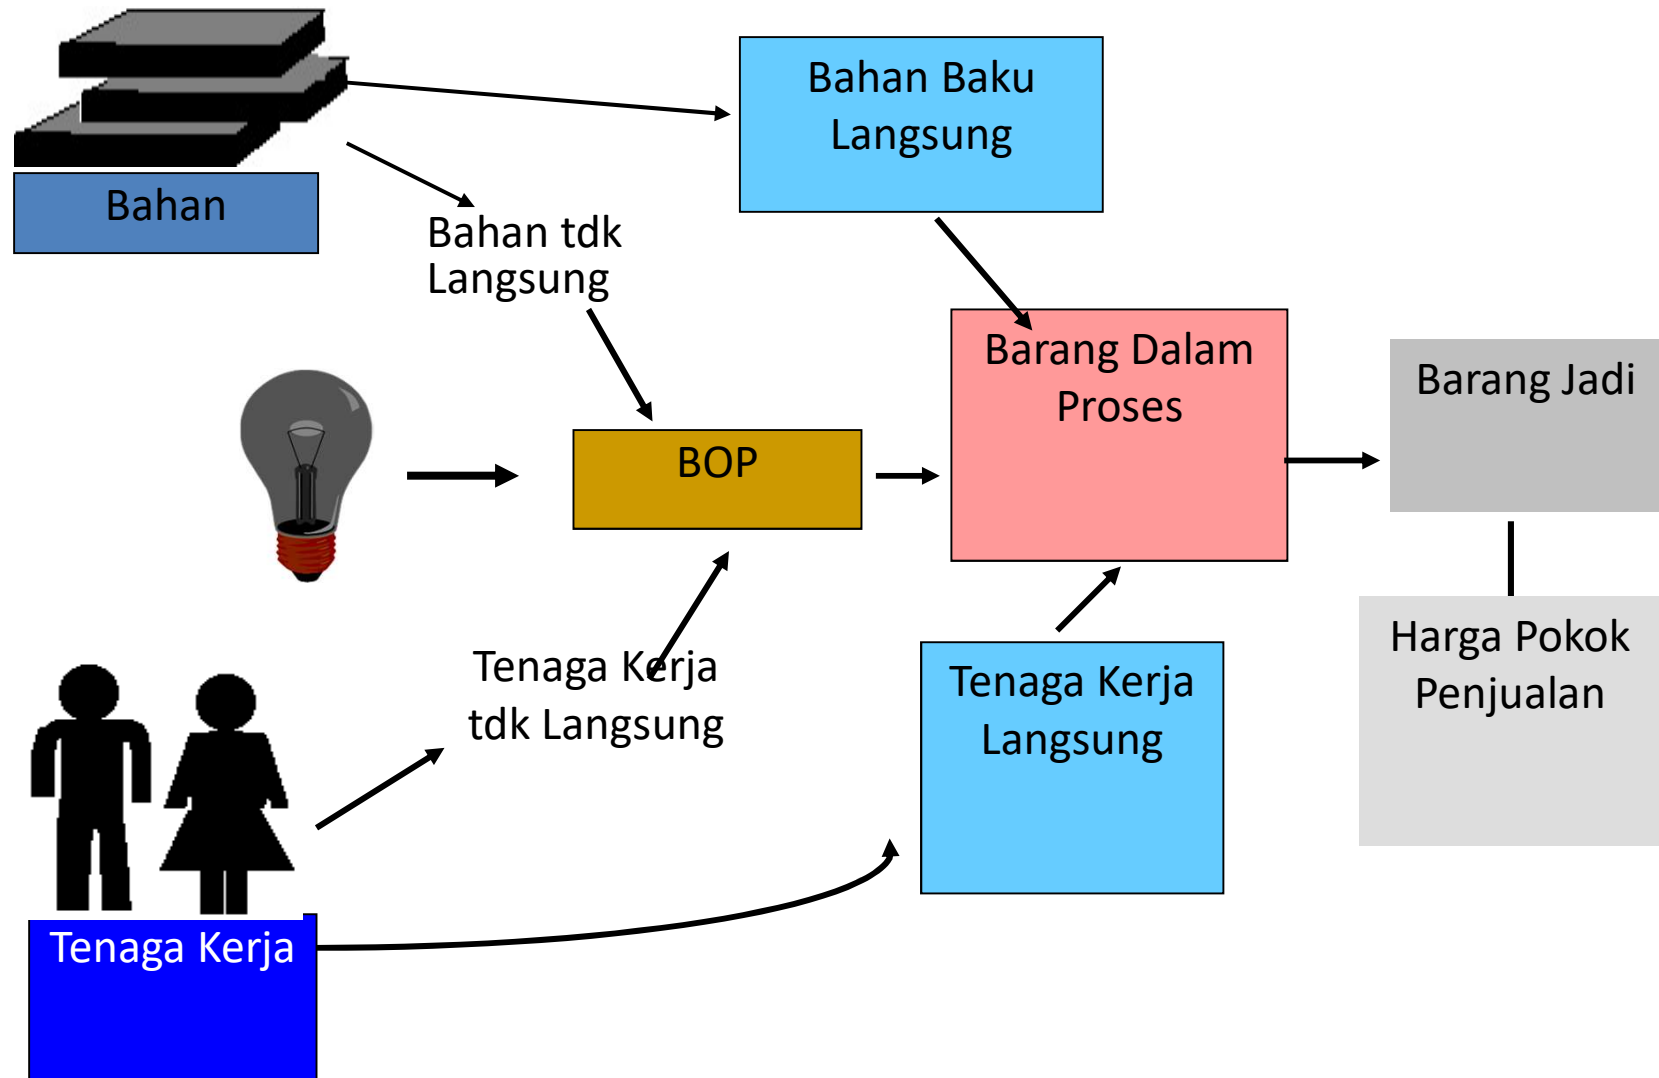 Bahan
Bahan tdk
Langsung
Bahan Baku
Langsung
BOP
Barang Dalam
Proses
Barang Jadi
Tenaga Kerja
tdk Langsung
Tenaga Kerja
Langsung
Harga Pokok
Penjualan
Tenaga Kerja